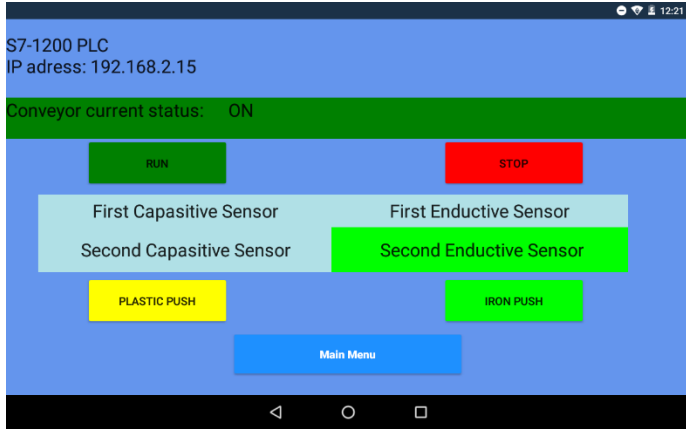 12:21
S7-1200 PLC
IP adress: 192.168.2.15
Conveyor current status: ON
RUN STOP
First Capasitive Sensor First Enductive Sensor
Second Capasitive Sensor Second Enductive Sensor
PLASTIC PUSH IRON PUSH
Main Menu